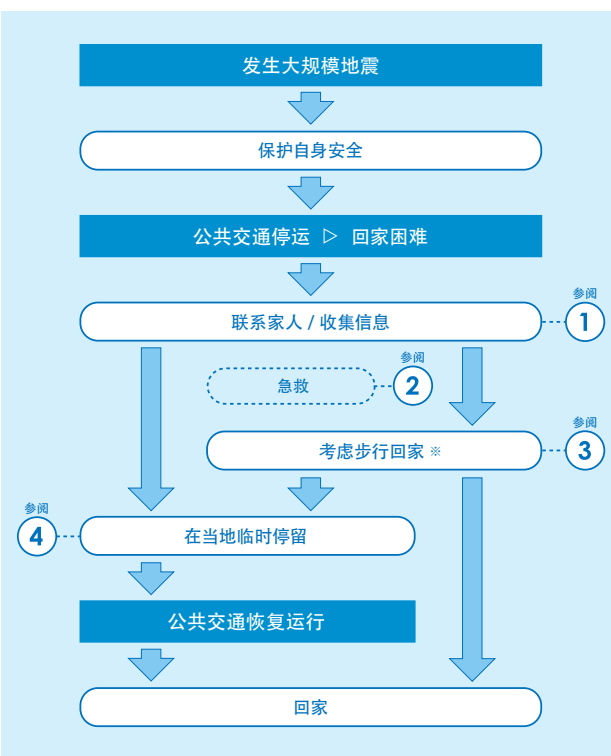 发生大规模地震
保护自身安全
公共交通停运 ▷ 回家困难
参阅
联系家人 / 收集信息
1
参阅
急救
2
参阅
考虑步行回家 ※
3
参阅
4
在当地临时停留
公共交通恢复运行
回家